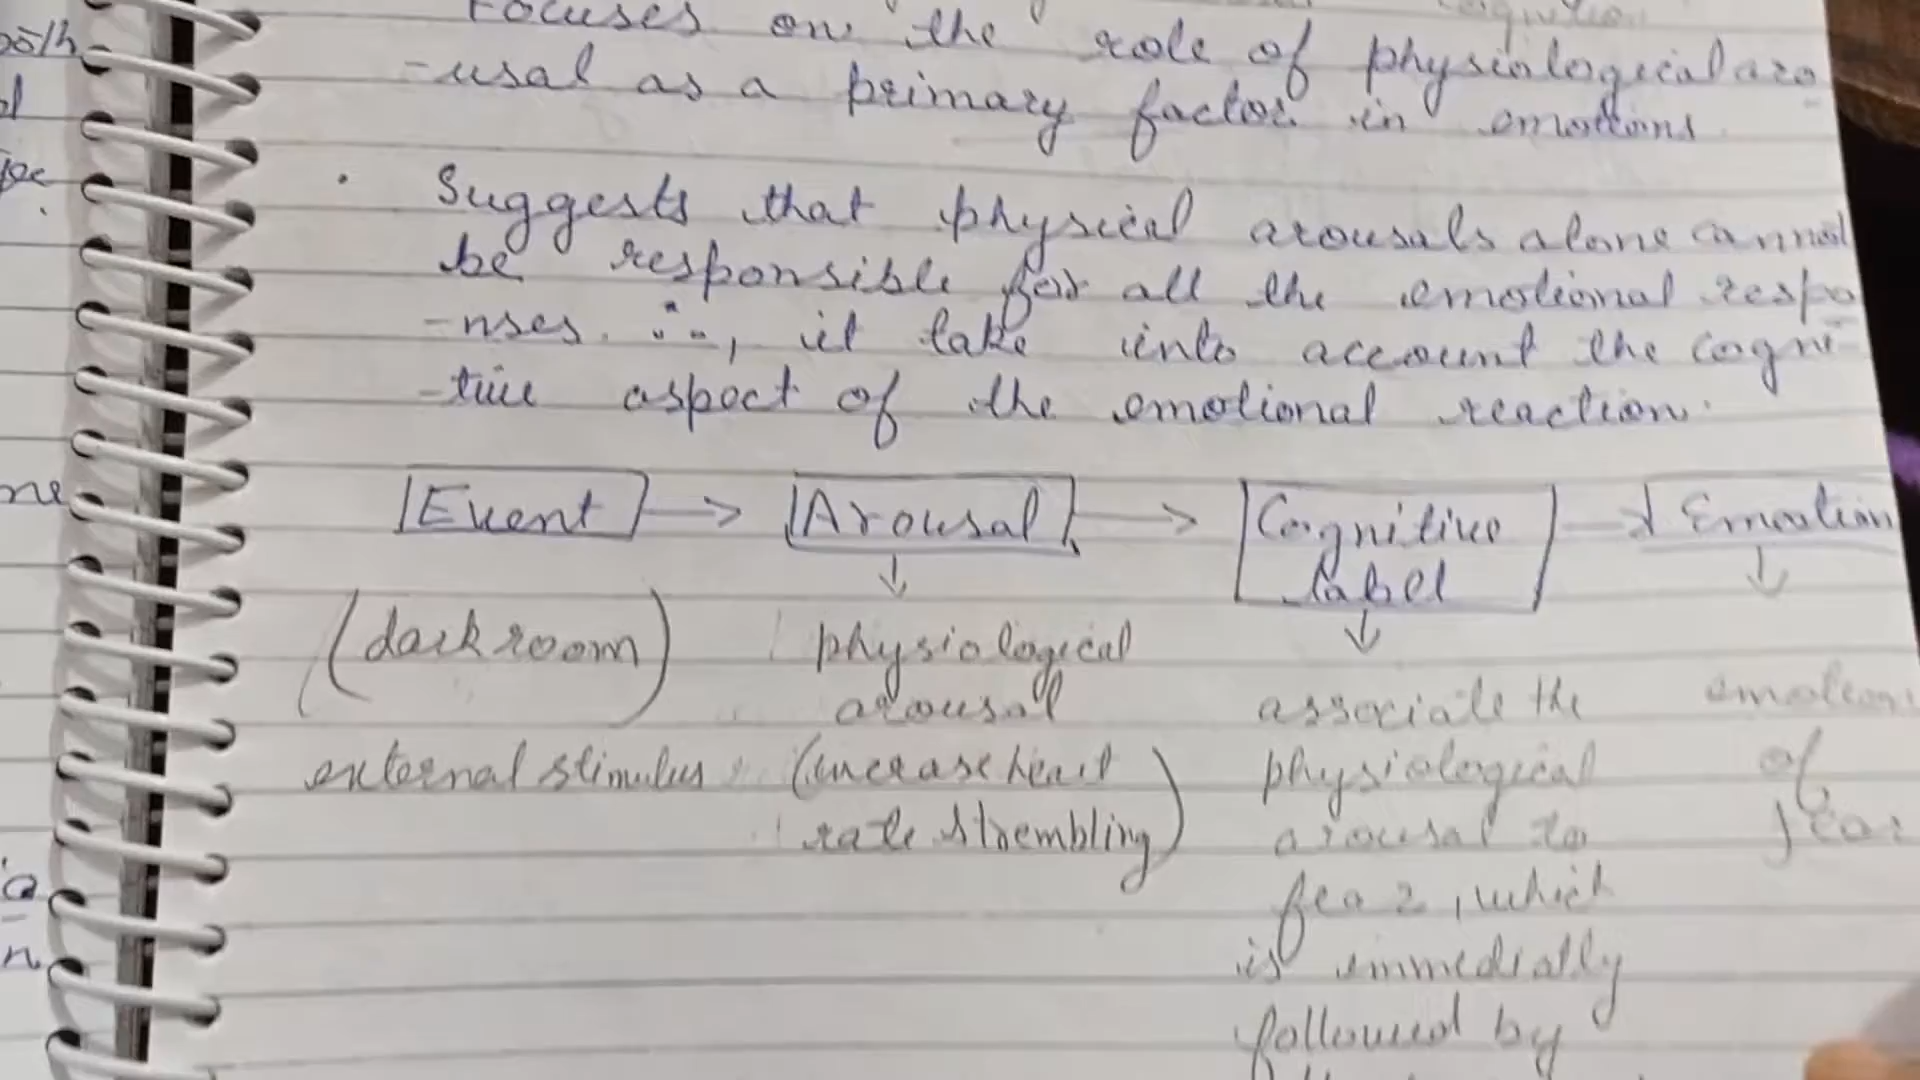 Focuses on the role of physiological aro
-usal as a primary factor in emotions
• Suggests that physical arousals alone cannot
be responsible for all the emotional respo
-nses. ∴, it take into account the cogni
-tive aspect of the emotional reaction.
Event → Arousal → Cognitive label → Emotion
(dark room)
external stimulus
physiological
arousal
(increase heart
rate & trembling)
associate the
physiological
arousal to
fear, which
is immedially
followed by
emotion
of
fear